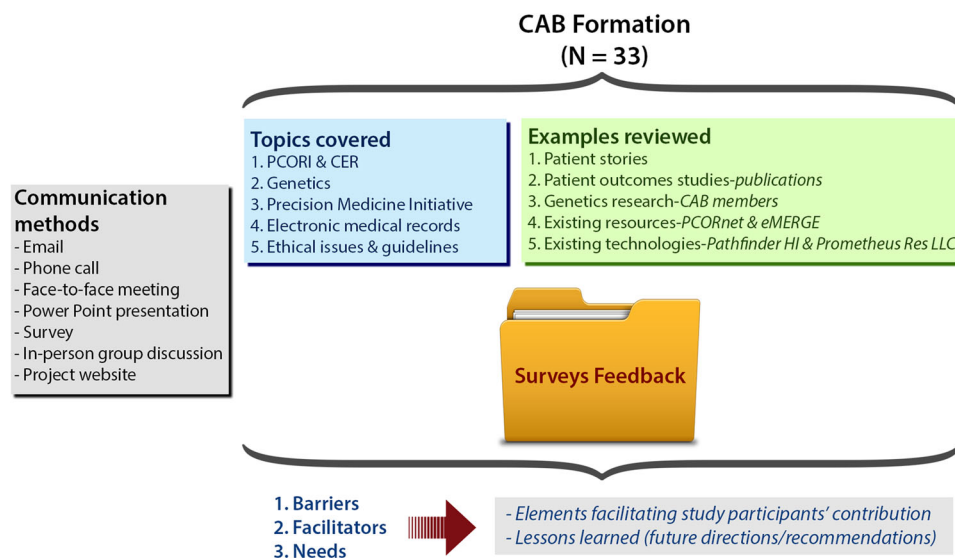 CAB Formation
(N = 33)
Topics covered
1. PCORI & CER
2. Genetics
3. Precision Medicine Initiative
4. Electronic medical records
5. Ethical issues & guidelines
Examples reviewed
1. Patient stories
2. Patient outcomes studies-publications
3. Genetics research-CAB members
4. Existing resources-PCORnet & eMERGE
5. Existing technologies-Pathfinder HI & Prometheus Res LLC
Communication
methods
- Email
- Phone call
- Face-to-face meeting
- Power Point presentation
- Survey
- In-person group discussion
- Project website
Surveys Feedback
1. Barriers
2. Facilitators
3. Needs
- Elements facilitating study participants' contribution
- Lessons learned (future directions/recommendations)